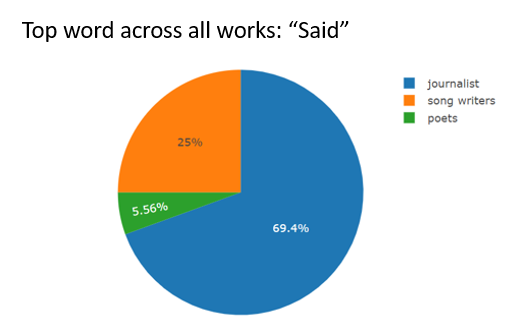 Top word across all works: “Said”
journalist
song writers
poets
25%
5.56%
69.4%